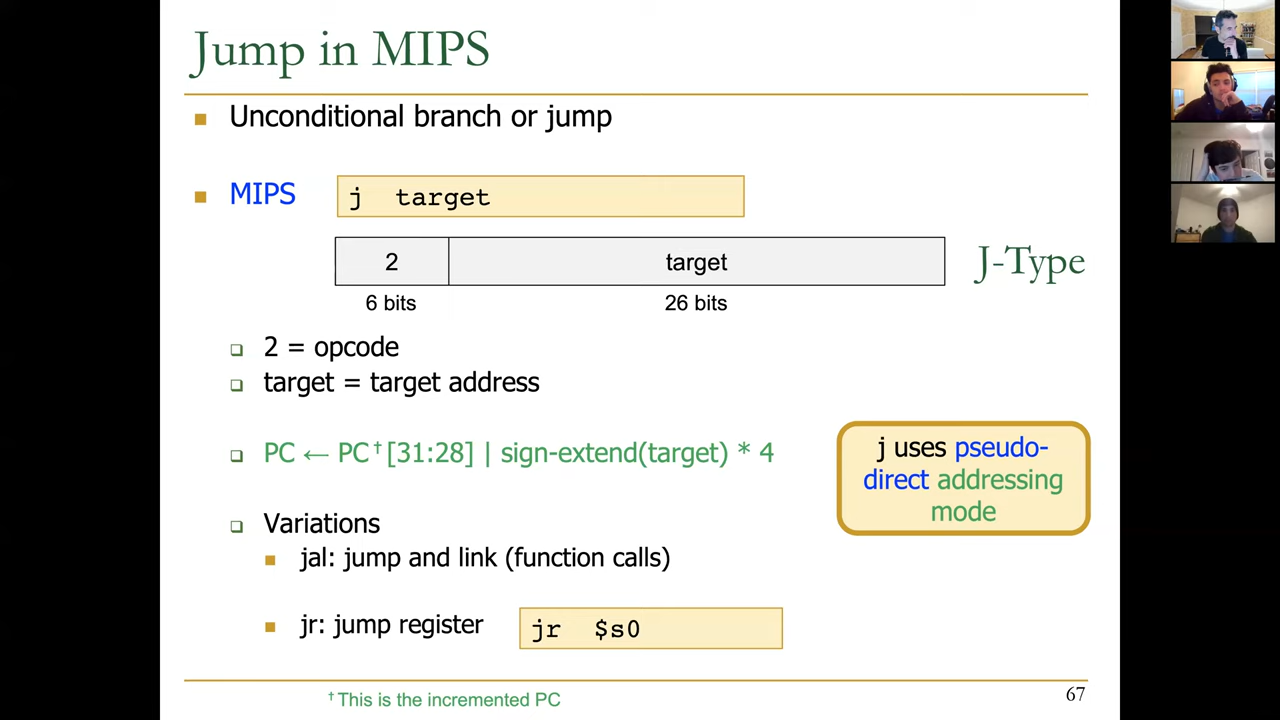 Jump in MIPS
Unconditional branch or jump
MIPS
j target
2 target
J-Type
6 bits 26 bits
2 = opcode
target = target address
PC ← PC†[31:28] | sign-extend(target) * 4
j uses pseudo-
direct addressing
mode
Variations
jal: jump and link (function calls)
jr: jump register
jr $s0
† This is the incremented PC
67